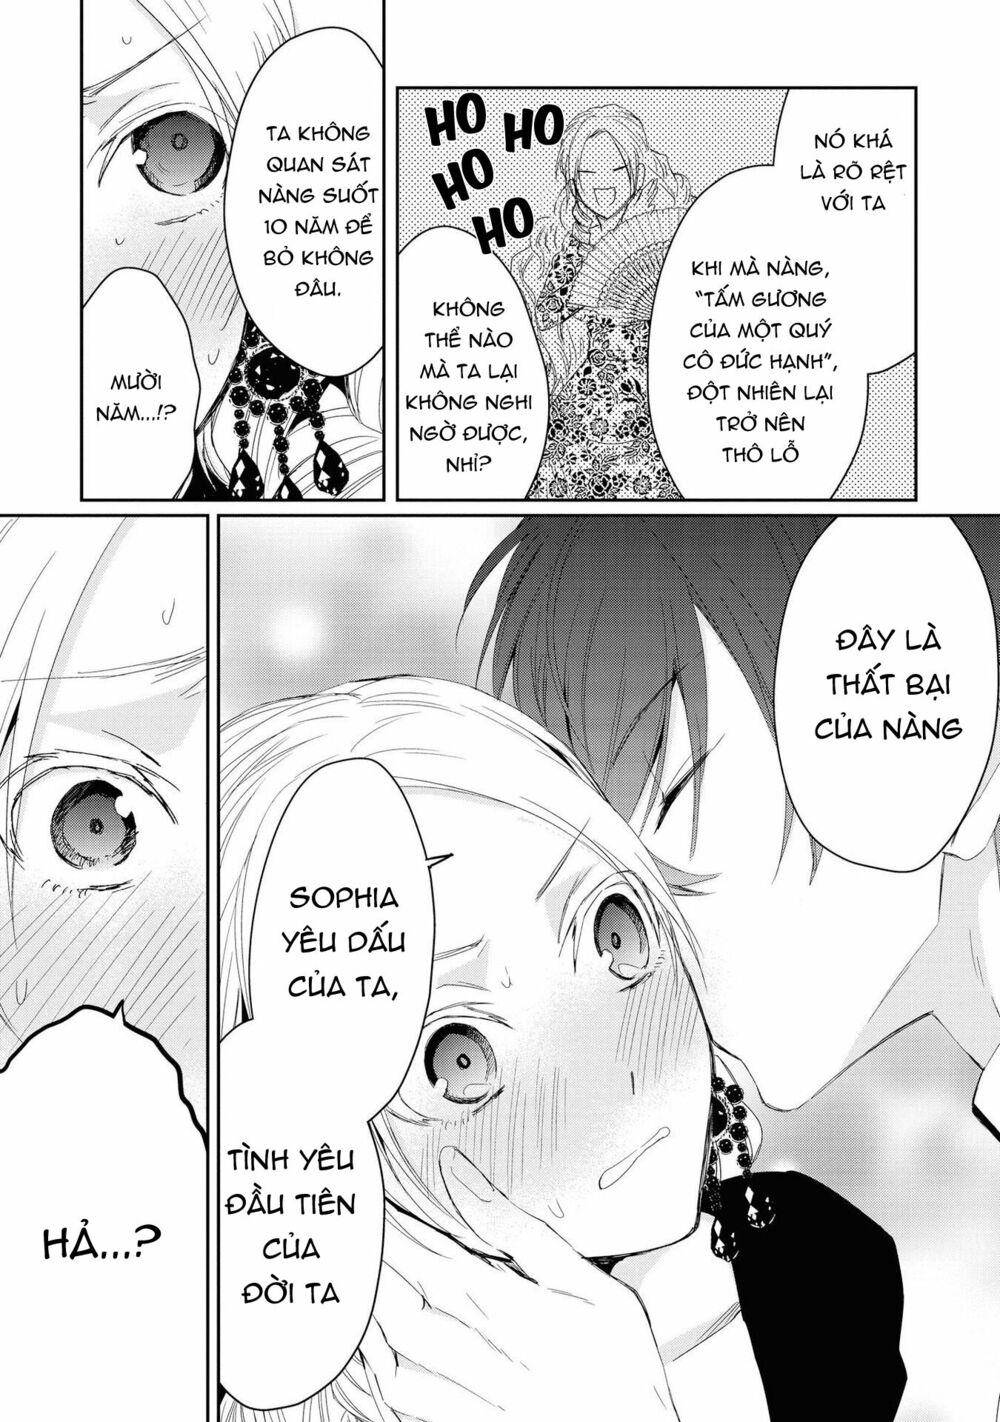 NÓ KHÁ
LÀ RÕ RỆT
VỚI TA
KHI MÀ NÀNG,
“TẤM GƯƠNG
CỦA MỘT QUÝ
CÔ ĐỨC HẠNH”,
ĐỘT NHIÊN LẠI
TRỞ NÊN
THÔ LỖ
HO
HO
HO
HO
KHÔNG
THỂ NÀO
MÀ TA LẠI
KHÔNG NGHI
NGỜ ĐƯỢC,
NHỈ?
TA KHÔNG
QUAN SÁT
NÀNG SUỐT
10 NĂM ĐỂ
BỎ KHÔNG
ĐÂU.
MƯỜI
NĂM...!?
ĐÂY LÀ
THẤT BẠI
CỦA NÀNG
SOPHIA
YÊU DẤU
CỦA TA,
TÌNH YÊU
ĐẦU TIÊN
CỦA
ĐỜI TA
HẢ...?